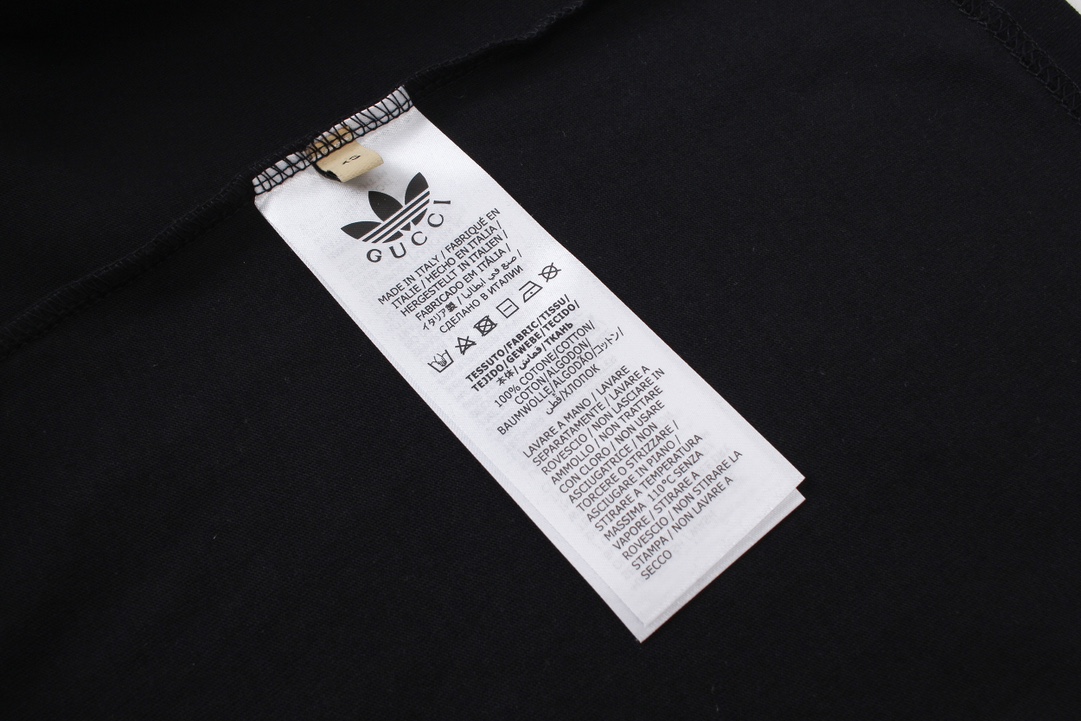 GUCCI
MADE IN ITALY / FABRIQUÉ EN
ITALIE / HECHO EN ITALIA /
HERGESTELLT IN ITALIEN /
FABRICADO EM ITÁLIA /
イタリア製 / صنع في ايطاليا /
СДЕЛАНО В ИТАЛИИ
TESSUTO/FABRIC/TISSU/
TEJIDO/GEWEBE/TECIDO/
本体/قماش/ТКАНЬ
100% COTONE/COTTON/
COTON/ALGODON/
BAUMWOLLE/ALGODÃO/コットン/
قطن/ХЛОПОК
LAVARE A MANO / LAVARE
SEPARATAMENTE / LAVARE A
ROVESCIO / NON LASCIARE IN
AMMOLLO / NON TRATTARE
CON CLORO / NON USARE
ASCIUGATRICE / NON
TORCERE O STRIZZARE /
ASCIUGARE IN PIANO /
STIRARE A TEMPERATURA
MASSIMA 110°C SENZA
VAPORE / STIRARE A
ROVESCIO / NON STIRARE LA
STAMPA / NON LAVARE A
SECCO